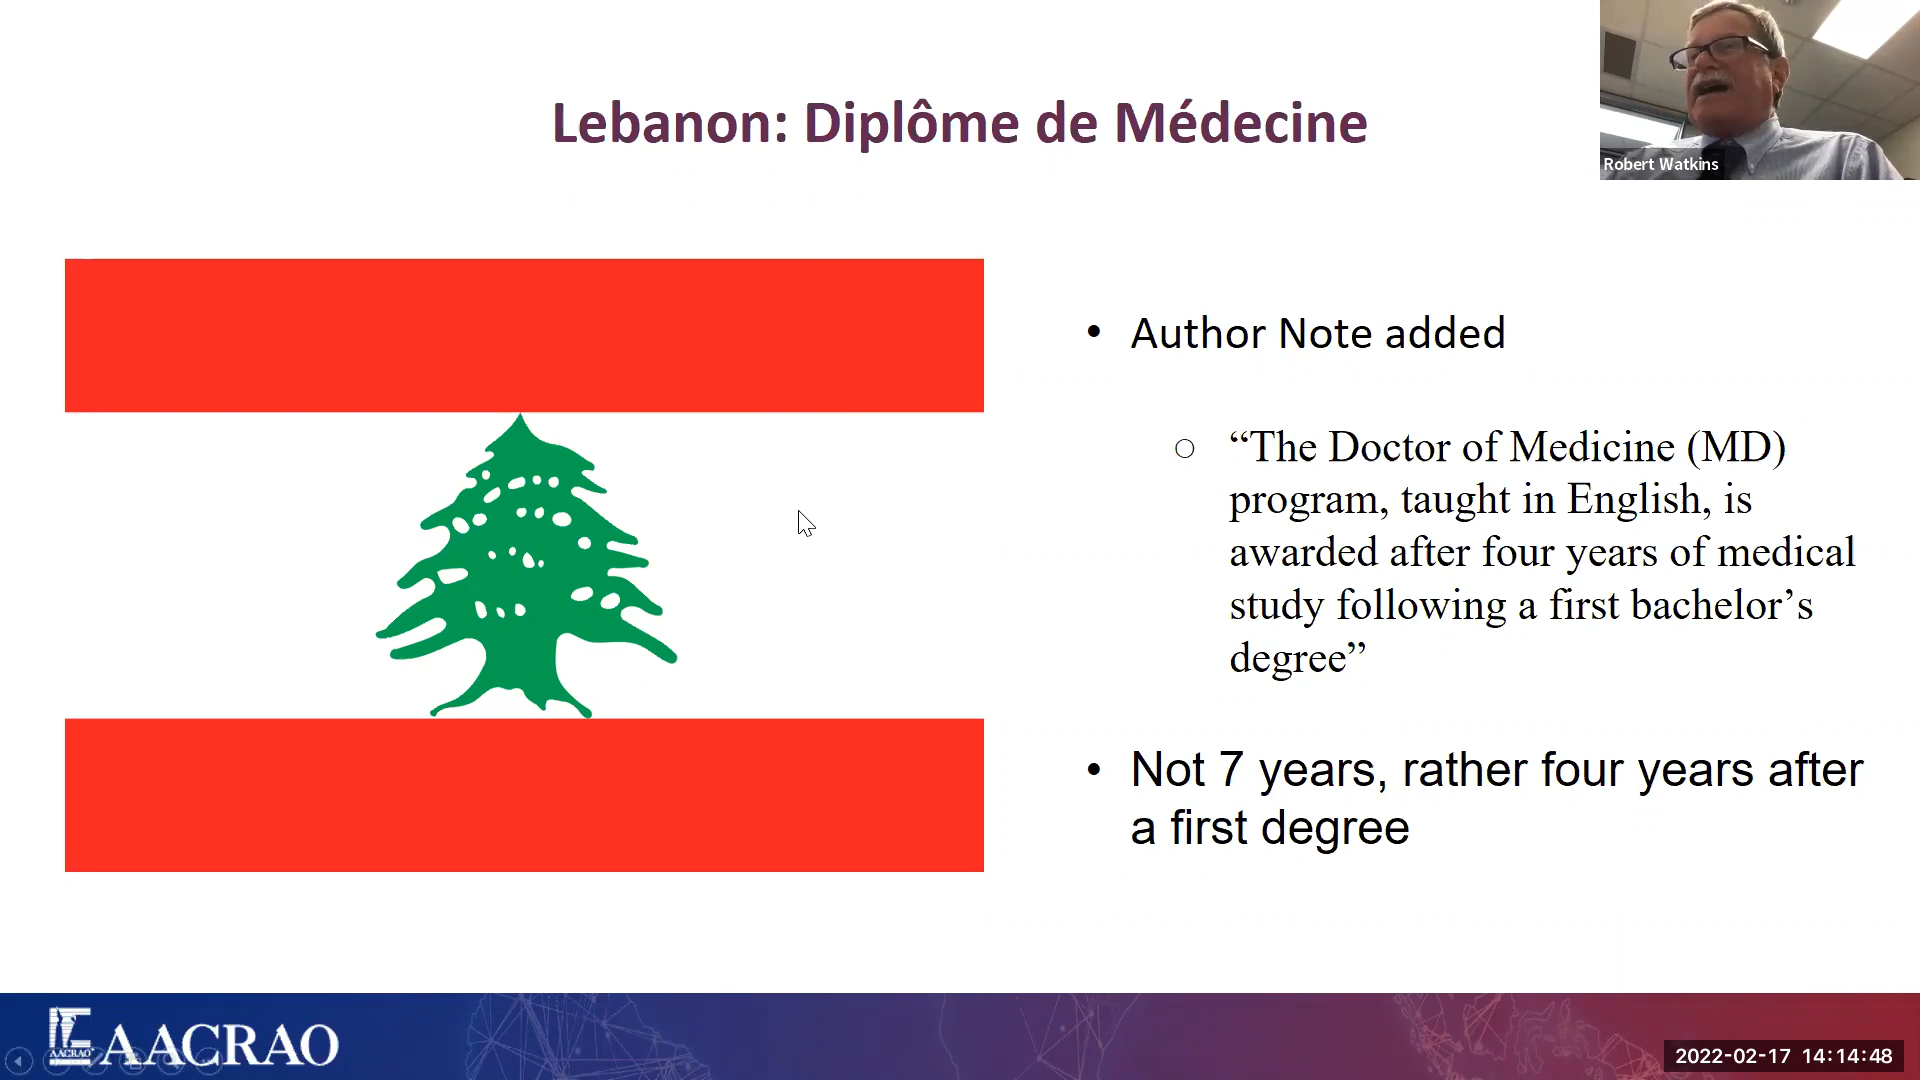 Lebanon: Diplôme de Médecine
Robert Watkins
• Author Note added
○ “The Doctor of Medicine (MD)
program, taught in English, is
awarded after four years of medical
study following a first bachelor’s
degree”
• Not 7 years, rather four years after
a first degree
AACRAO
AACRAO
2022-02-17 14:14:48